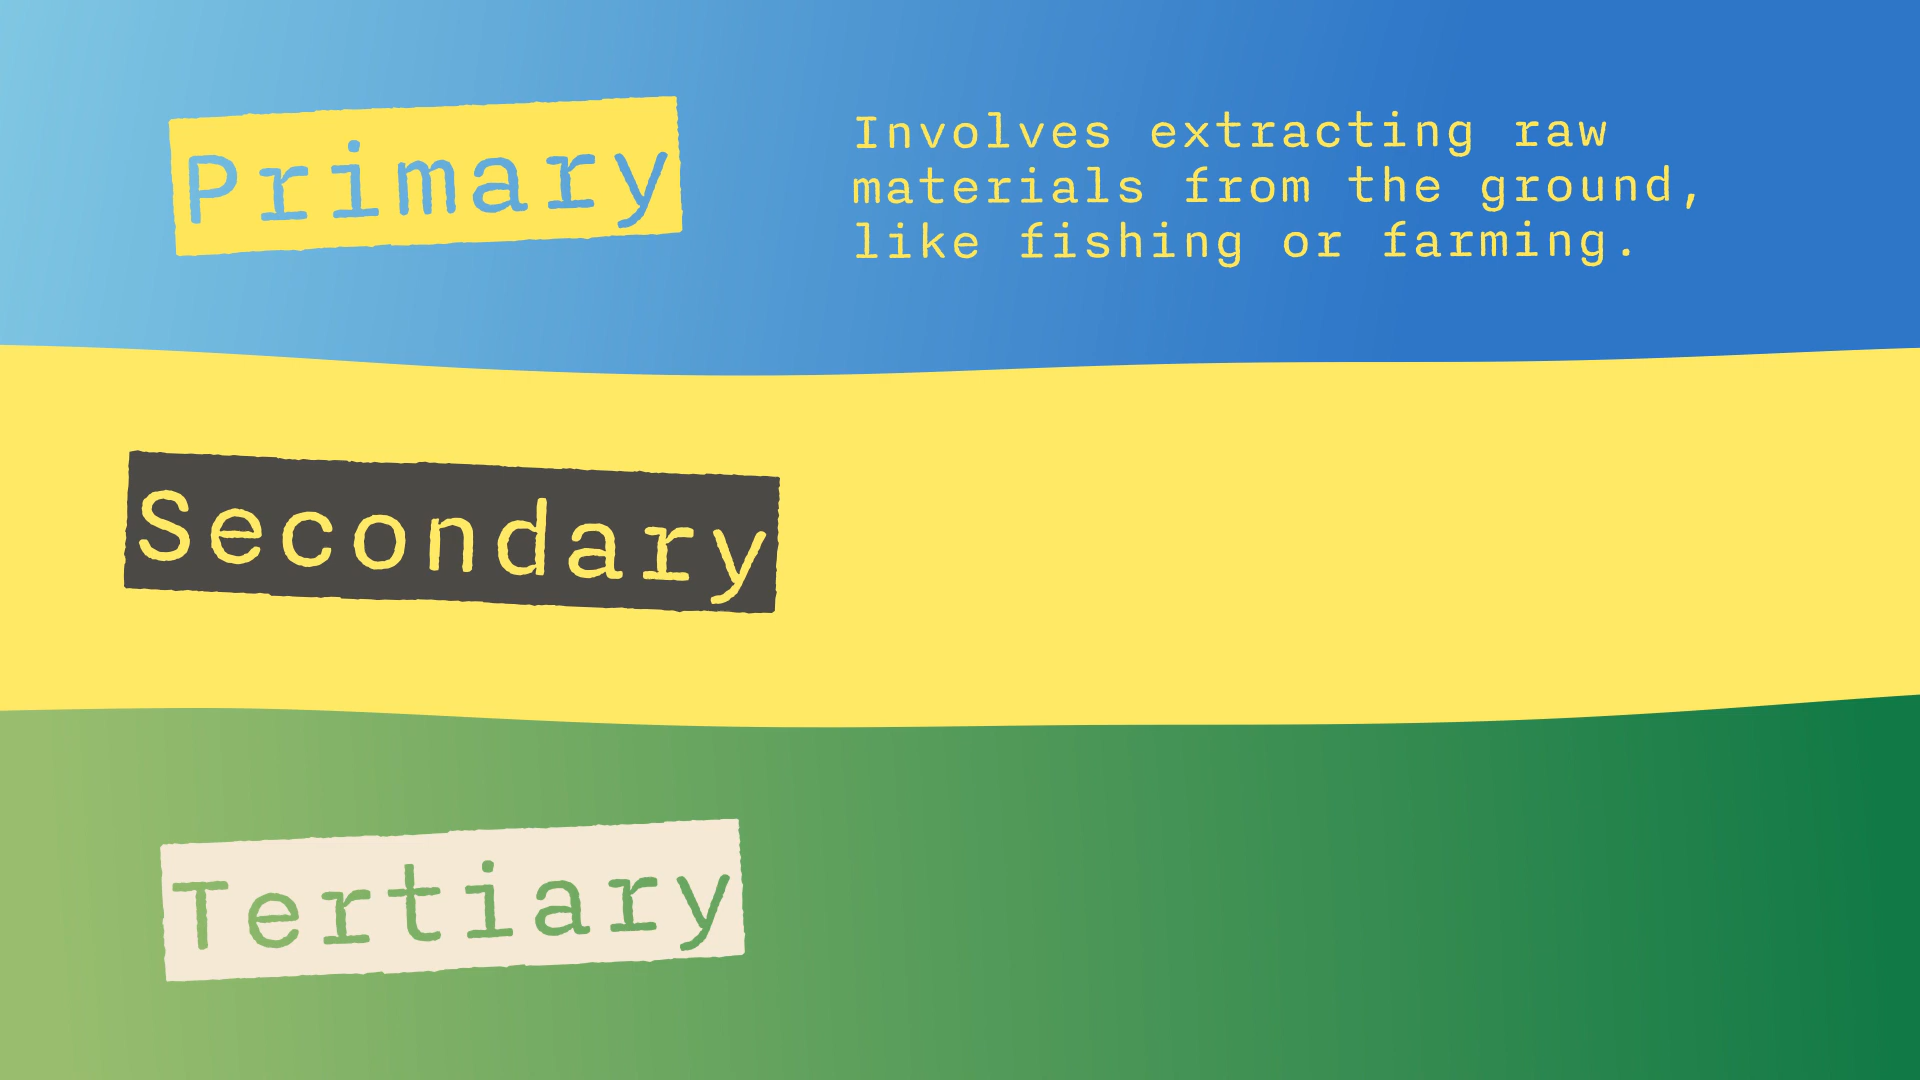 Primary
Involves extracting raw
materials from the ground,
like fishing or farming.
Secondary
Tertiary